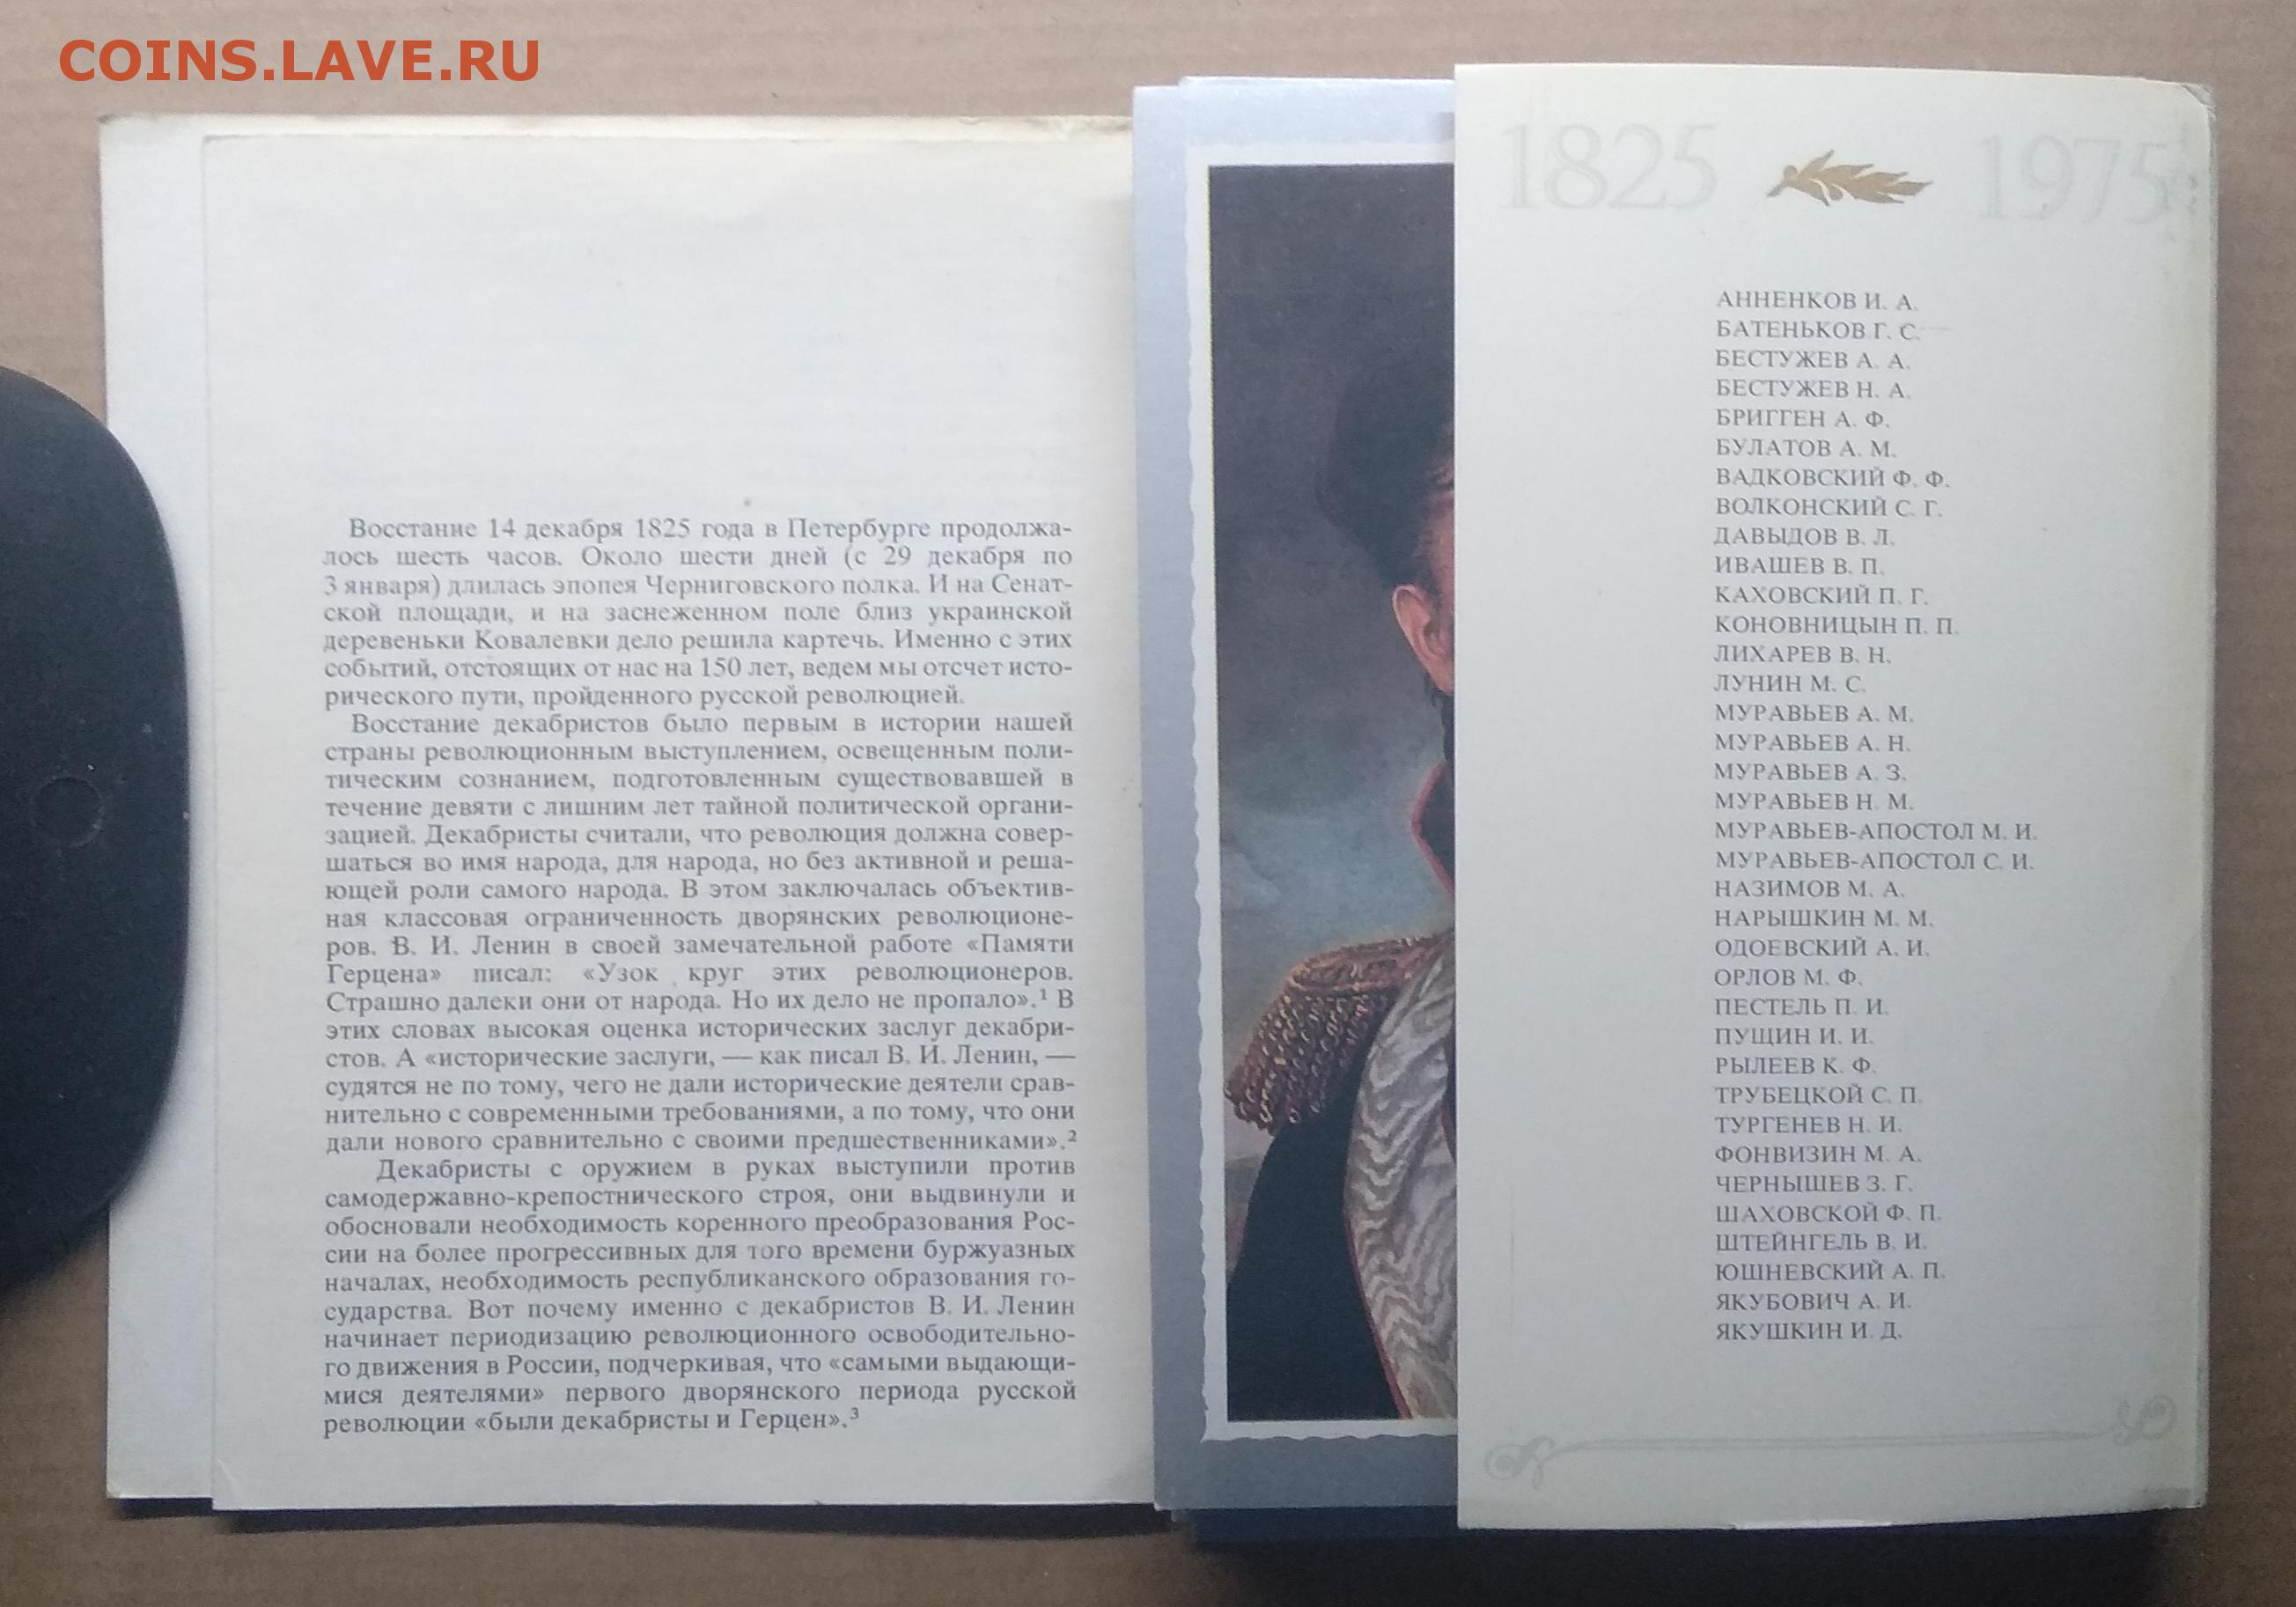 COINS.LAVE.RU
Восстание 14 декабря 1825 года в Петербурге продолжа-
лось шесть часов. Около шести дней (с 29 декабря по
3 января) длилась эпопея Черниговского полка. И на Сенат-
ской площади, и на заснеженном поле близ украинской
деревеньки Ковалевки дело решила картечь. Именно с этих
событий, отстоящих от нас на 150 лет, ведем мы отсчет исто-
рического пути, пройденного русской революцией.
Восстание декабристов было первым в истории нашей
страны революционным выступлением, освещенным поли-
тическим сознанием, подготовленным существовавшей в
течение девяти с лишним лет тайной политической органи-
зацией. Декабристы считали, что революция должна совер-
шаться во имя народа, для народа, но без активной и реша-
ющей роли самого народа. В этом заключалась объектив-
ная классовая ограниченность дворянских революционе-
ров. В. И. Ленин в своей замечательной работе «Памяти
Герцена» писал: «Узок круг этих революционеров.
Страшно далеки они от народа. Но их дело не пропало».¹ В
этих словах высокая оценка исторических заслуг декабри-
стов. А «исторические заслуги, — как писал В. И. Ленин, —
судятся не по тому, чего не дали исторические деятели срав-
нительно с современными требованиями, а по тому, что они
дали нового сравнительно с своими предшественниками».²
Декабристы с оружием в руках выступили против
самодержавно-крепостнического строя, они выдвинули и
обосновали необходимость коренного преобразования Рос-
сии на более прогрессивных для того времени буржуазных
началах, необходимость республиканского образования го-
сударства. Вот почему именно с декабристов В. И. Ленин
начинает периодизацию революционного освободительно-
го движения в России, подчеркивая, что «самыми выдающи-
мися деятелями» первого дворянского периода русской
революции «были декабристы и Герцен».³
1825 1975
АННЕНКОВ И. А.
БАТЕНЬКОВ Г. С.
БЕСТУЖЕВ А. А.
БЕСТУЖЕВ Н. А.
БРИГГЕН А. Ф.
БУЛАТОВ А. М.
ВАДКОВСКИЙ Ф. Ф.
ВОЛКОНСКИЙ С. Г.
ДАВЫДОВ В. Л.
ИВАШЕВ В. П.
КАХОВСКИЙ П. Г.
КОНОВНИЦЫН П. П.
ЛИХАРЕВ В. Н.
ЛУНИН М. С.
МУРАВЬЕВ А. М.
МУРАВЬЕВ А. Н.
МУРАВЬЕВ А. З.
МУРАВЬЕВ Н. М.
МУРАВЬЕВ-АПОСТОЛ М. И.
МУРАВЬЕВ-АПОСТОЛ С. И.
НАЗИМОВ М. А.
НАРЫШКИН М. М.
ОДОЕВСКИЙ А. И.
ОРЛОВ М. Ф.
ПЕСТЕЛЬ П. И.
ПУЩИН И. И.
РЫЛЕЕВ К. Ф.
ТРУБЕЦКОЙ С. П.
ТУРГЕНЕВ Н. И.
ФОНВИЗИН М. А.
ЧЕРНЫШЕВ З. Г.
ШАХОВСКОЙ Ф. П.
ШТЕЙНГЕЛЬ В. И.
ЮШНЕВСКИЙ А. П.
ЯКУБОВИЧ А. И.
ЯКУШКИН И. Д.